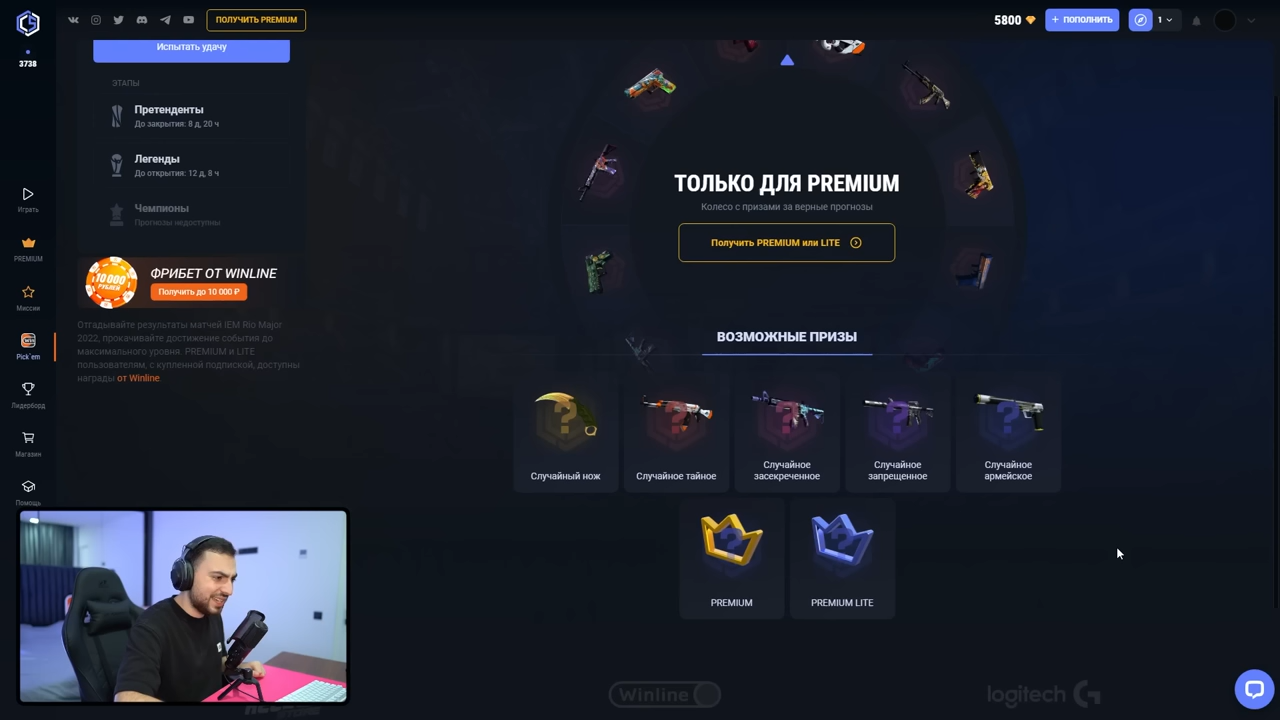 ПОЛУЧИТЬ PREMIUM
5800
+ ПОПОЛНИТЬ
1
3738
Играть
PREMIUM
Миссии
Pick'em
Лидерборд
Магазин
Помощь
Испытать удачу
ЭТАПЫ
Претенденты
До закрытия: 8 д, 20 ч
Легенды
До открытия: 12 д, 8 ч
Чемпионы
Прогнозы недоступны
10 000
РУБЛЕЙ
ФРИБЕТ ОТ WINLINE
Получить до 10 000 ₽
Отгадывайте результаты матчей IEM Rio Major
2022, прокачивайте достижение события до
максимального уровня. PREMIUM и LITE
пользователям, с купленной подпиской, доступны
награды от Winline.
ТОЛЬКО ДЛЯ PREMIUM
Колесо с призами за верные прогнозы
Получить PREMIUM или LITE
ВОЗМОЖНЫЕ ПРИЗЫ
Случайный нож
Случайное тайное
Случайное
засекреченное
Случайное
запрещенное
Случайное
армейское
PREMIUM
PREMIUM LITE
Winline
logitech G